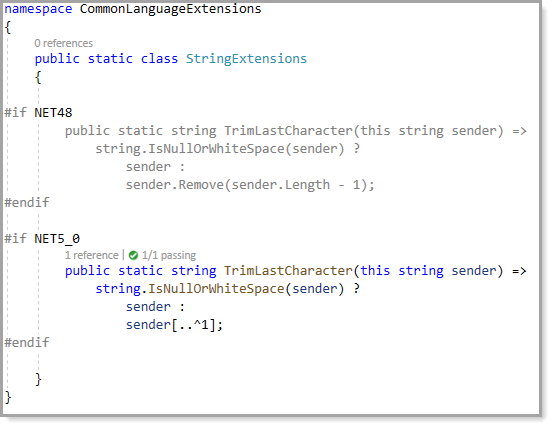 namespace CommonLanguageExtensions
{
0 references
public static class StringExtensions
{
#if NET48
public static string TrimLastCharacter(this string sender) =>
string.IsNullOrWhiteSpace(sender) ?
sender :
sender.Remove(sender.Length - 1);
#endif
#if NET5_0
1 reference | 1/1 passing
public static string TrimLastCharacter(this string sender) =>
string.IsNullOrWhiteSpace(sender) ?
sender :
sender[..^1];
#endif
}
}